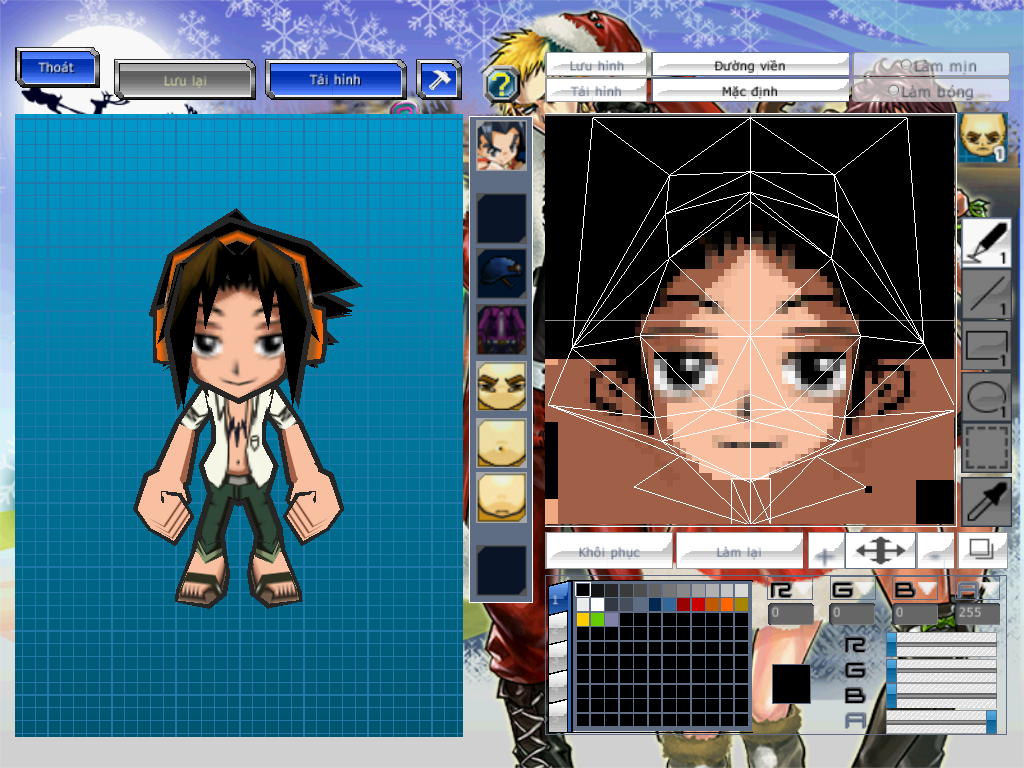 Thoát
Lưu lại
Tải hình
?
Lưu hình
Đường viền
Làm mịn
Tải hình
Mặc định
Làm bóng
1
1
1
1
1
Khôi phục
Làm lại
+
-
1
R
G
B
A
0
0
0
255
R
G
B
A